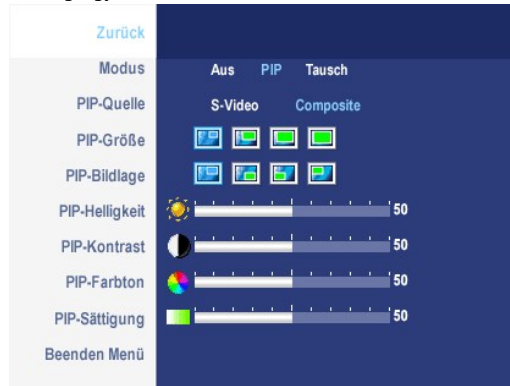 Zurück
Modus Aus PIP Tausch
PIP-Quelle S-Video Composite
PIP-Größe
PIP-Bildlage
PIP-Helligkeit 50
PIP-Kontrast 50
PIP-Farbton 50
PIP-Sättigung 50
Beenden Menü